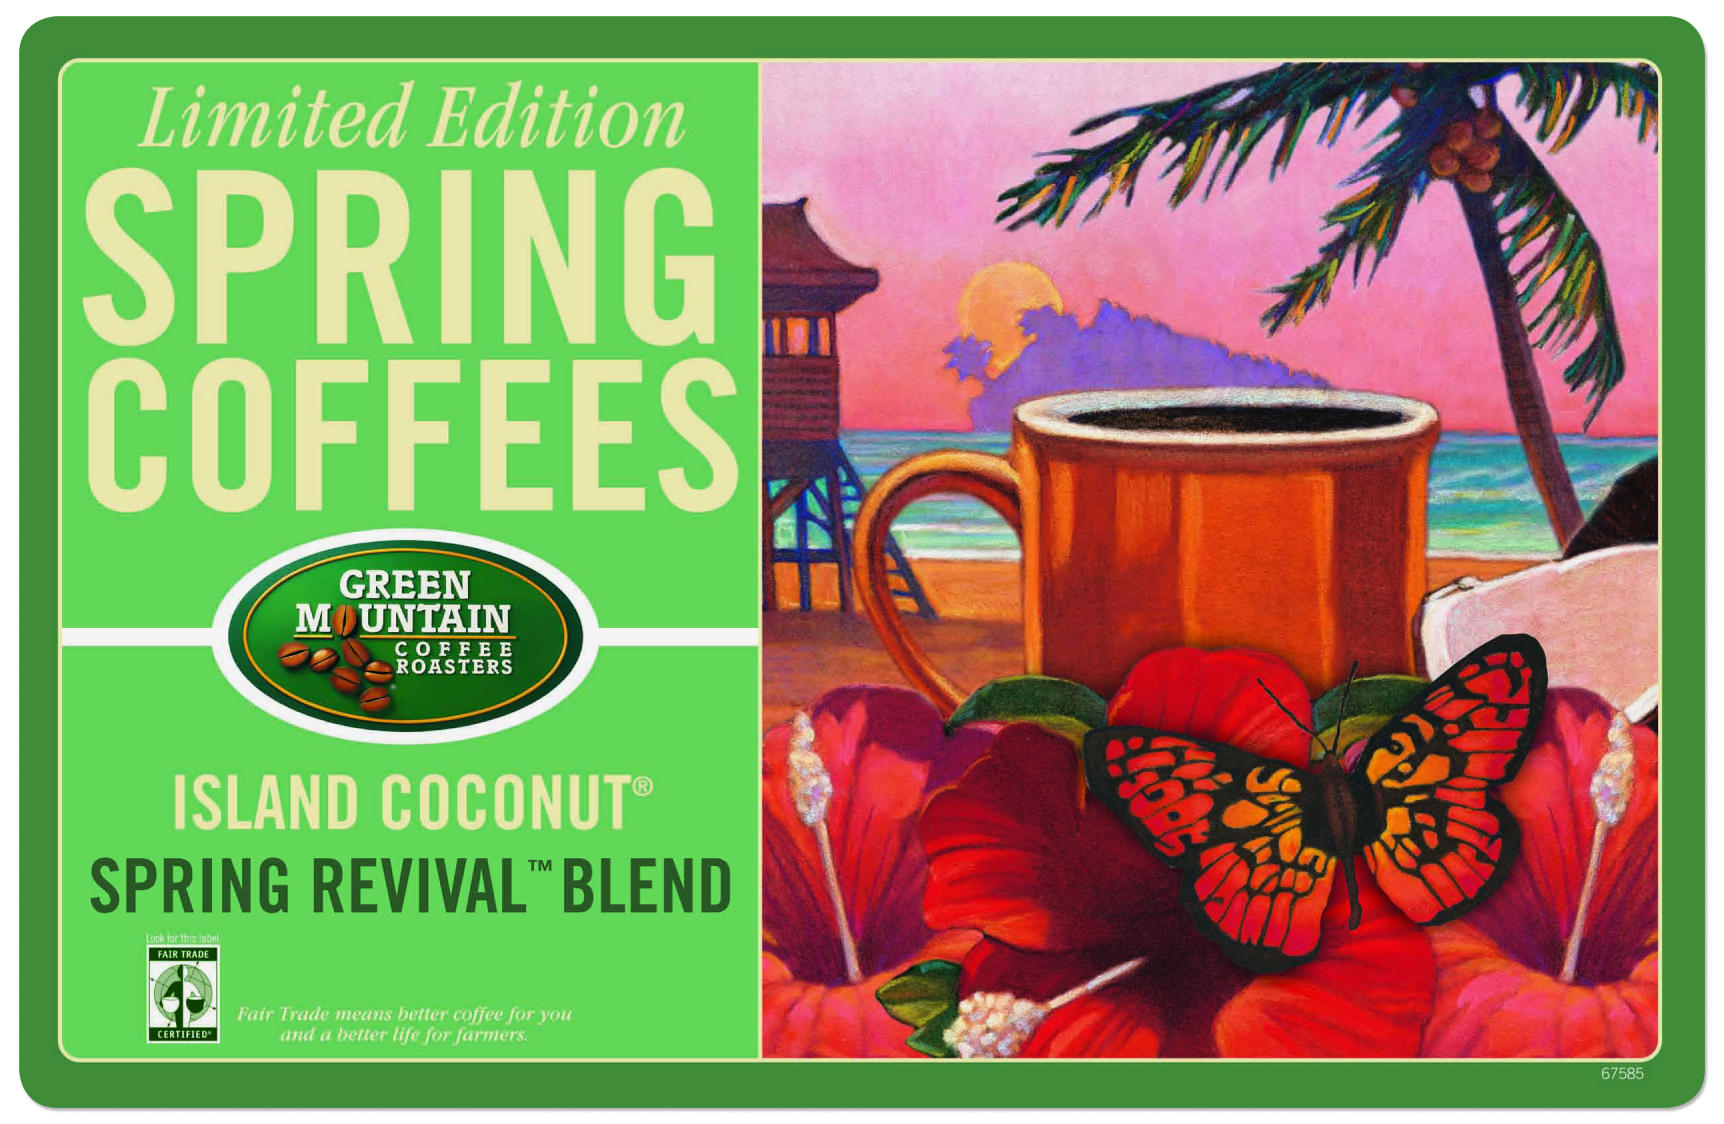 Limited Edition
SPRING
COFFEES
GREEN
MOUNTAIN
COFFEE
ROASTERS
ISLAND COCONUT®
SPRING REVIVAL™ BLEND
Look for this label.
FAIR TRADE
CERTIFIED®
Fair Trade means better coffee for you
and a better life for farmers.
67585